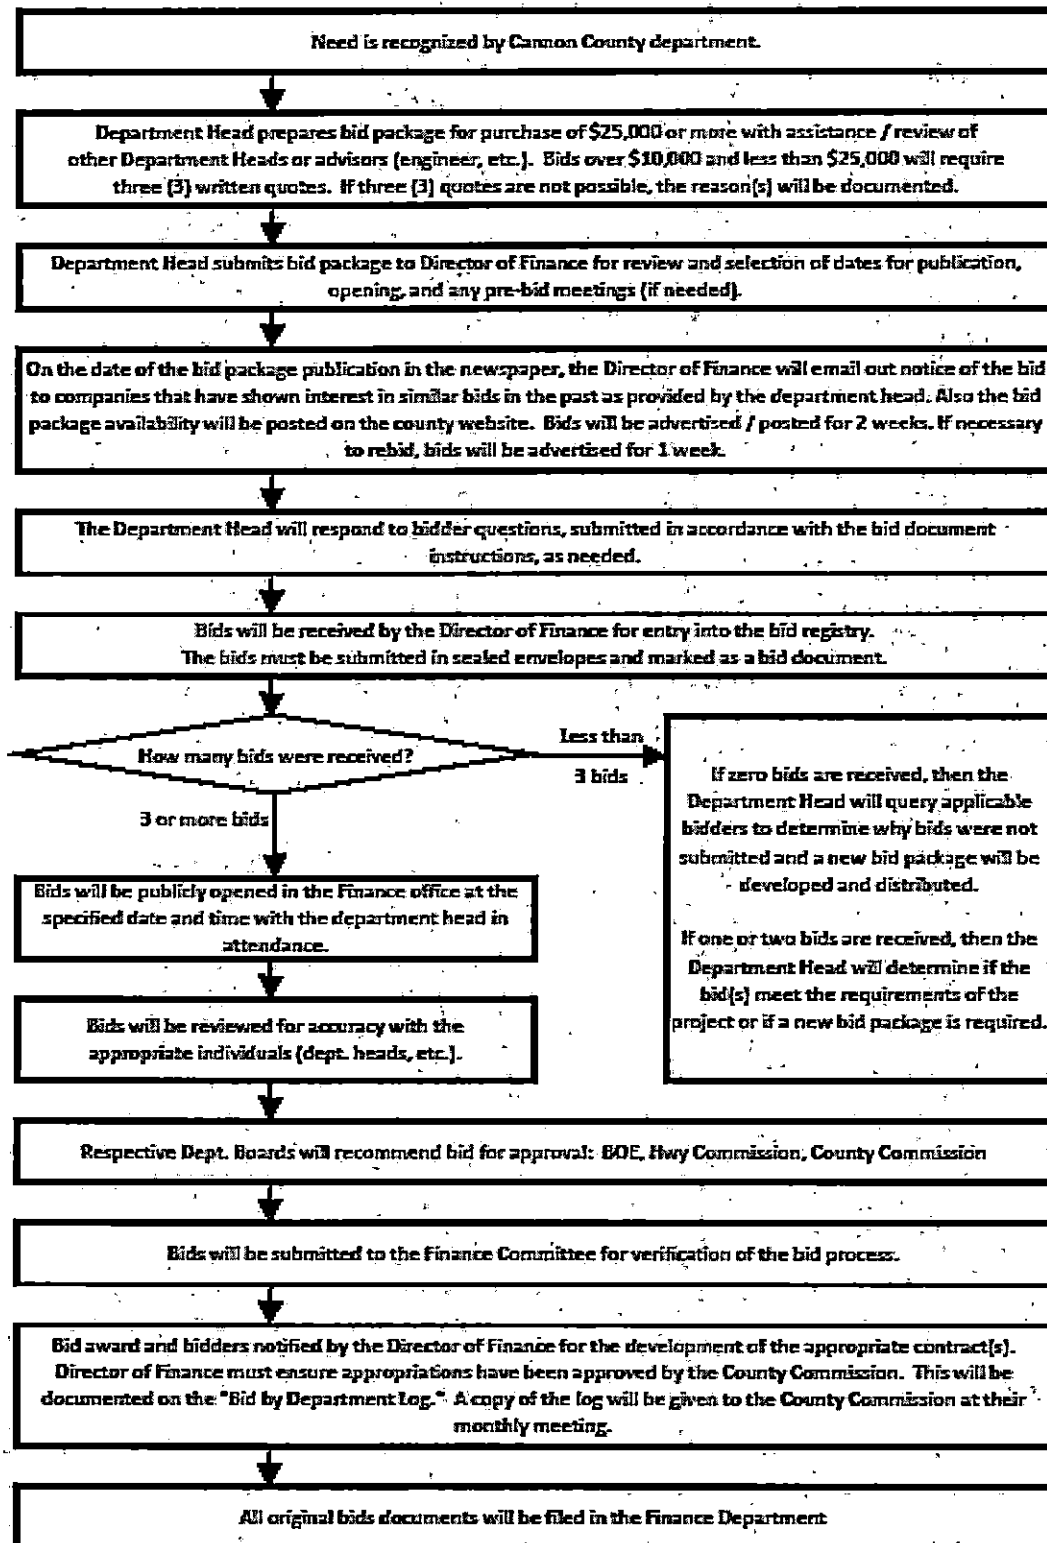 Need is recognized by Cannon County department.
Department Head prepares bid package for purchase of $25,000 or more with assistance / review of
other Department Heads or advisors (engineer, etc.). Bids over $10,000 and less than $25,000 will require
three (3) written quotes. If three (3) quotes are not possible, the reason(s) will be documented.
Department Head submits bid package to Director of Finance for review and selection of dates for publication,
opening, and any pre-bid meetings (if needed).
On the date of the bid package publication in the newspaper, the Director of Finance will email out notice of the bid
to companies that have shown interest in similar bids in the past as provided by the department head. Also the bid
package availability will be posted on the county website. Bids will be advertised / posted for 2 weeks. If necessary
to rebid, bids will be advertised for 1 week.
The Department Head will respond to bidder questions, submitted in accordance with the bid document
instructions, as needed.
Bids will be received by the Director of Finance for entry into the bid registry.
The bids must be submitted in sealed envelopes and marked as a bid document.
How many bids were received?
Less than
3 bids
3 or more bids
If zero bids are received, then the
Department Head will query applicable
bidders to determine why bids were not
submitted and a new bid package will be
developed and distributed.
If one or two bids are received, then the
Department Head will determine if the
bid(s) meet the requirements of the
project or if a new bid package is required.
Bids will be publicly opened in the Finance office at the
specified date and time with the department head in
attendance.
Bids will be reviewed for accuracy with the
appropriate individuals (dept. heads, etc.).
Respective Dept. Boards will recommend bid for approval: BOE, Hwy Commission, County Commission
Bids will be submitted to the Finance Committee for verification of the bid process.
Bid award and bidders notified by the Director of Finance for the development of the appropriate contract(s).
Director of Finance must ensure appropriations have been approved by the County Commission. This will be
documented on the "Bid by Department Log." A copy of the log will be given to the County Commission at their
monthly meeting.
All original bids documents will be filed in the Finance Department